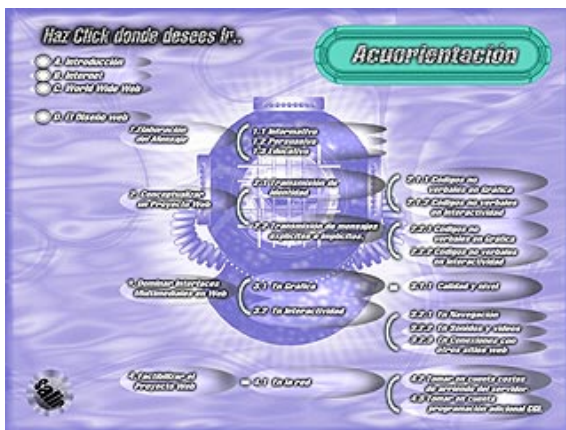 Haz Click donde desees Ir..
Acuorientación
A. Introducción
B. Internet
C. World Wide Web
D. El Diseño web
1.Elaboración
del Mensaje
1.1 Informativo
1.2 Persuasivo
1.3 Educativo
2. Conceptualizar
un Proyecto Web
2.1 Transmisión de
identidad
2.1.1 Códigos no
verbales en Gráfica
2.1.2 Códigos no verbales
en Interactividad
2.2 Transmisión de mensajes
explícitos e implícitos.
2.2.1 Códigos no
verbales en Gráfica
2.2.2 Códigos no verbales
en Interactividad
3. Dominar Interfaces
Multimediales en Web
3.1 En Gráfica
3.1.1 Calidad y nivel
3.2 En Interactividad
3.2.1 En Navegación
3.2.2 En Sonidos y videos
3.2.3 En Conexiones con
otros sitios web
4. Factibilizar el
Proyecto Web
4.1 En la red
4.2 Tomar en cuenta costos
de arriendo del servidor
4.3 Tomar en cuenta
programación adicional CGI.
salir